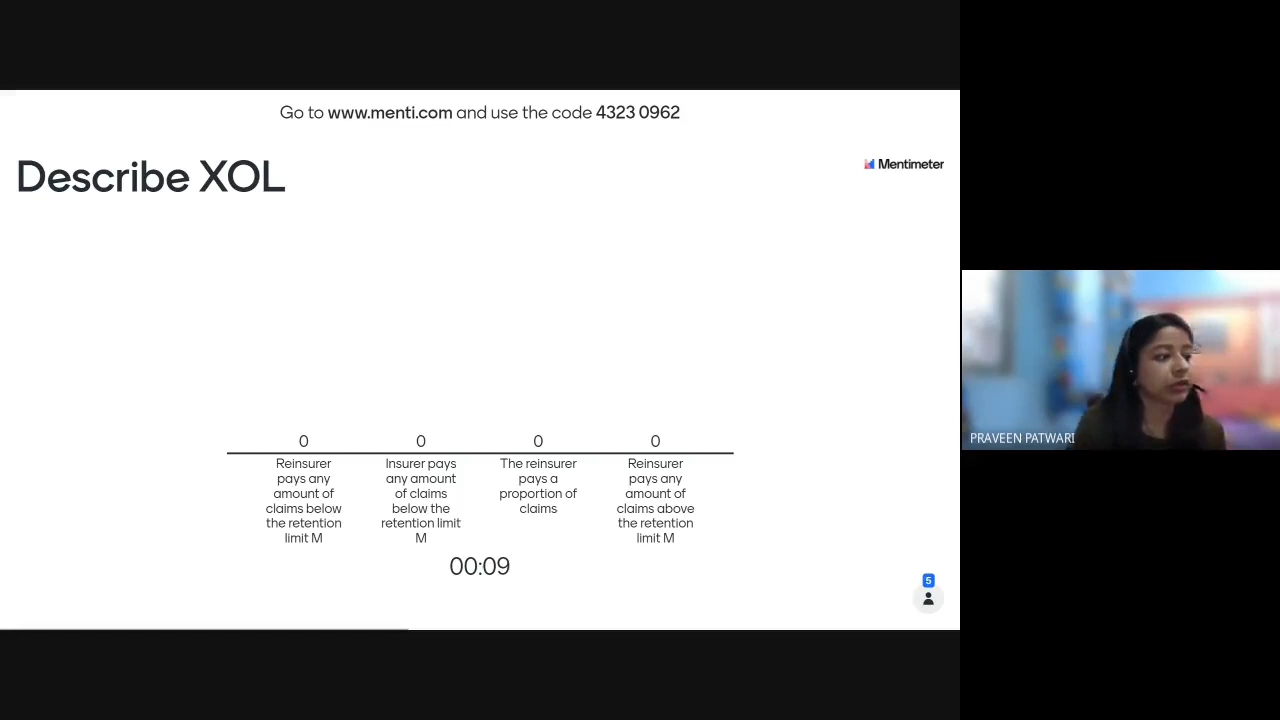 Go to www.menti.com and use the code 4323 0962
Describe XOL
Mentimeter
0
0
0
0
Reinsurer
pays any
amount of
claims below
the retention
limit M
Insurer pays
any amount
of claims
below the
retention limit
M
The reinsurer
pays a
proportion of
claims
Reinsurer
pays any
amount of
claims above
the retention
limit M
00:09
5
PRAVEEN PATWARI